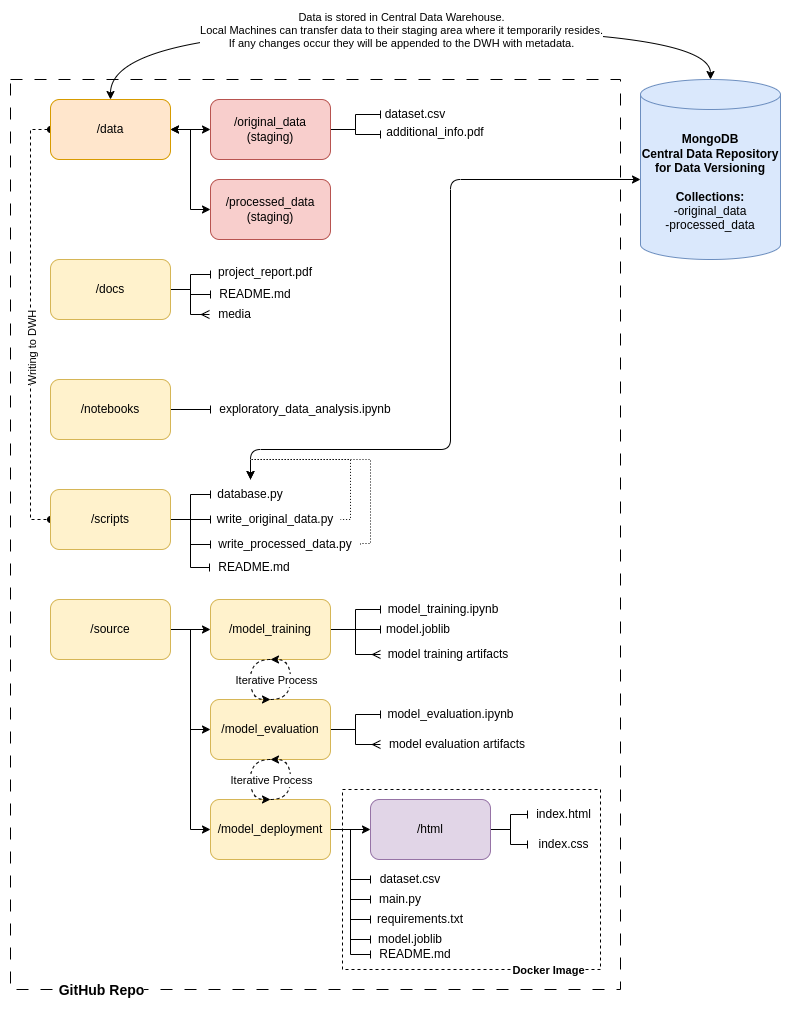 Data is stored in Central Data Warehouse.
Local Machines can transfer data to their staging area where it temporarily resides.
If any changes occur they will be appended to the DWH with metadata.
/data
/original_data
(staging)
dataset.csv
additional_info.pdf
/processed_data
(staging)
MongoDB
Central Data Repository
for Data Versioning
Collections:
-original_data
-processed_data
/docs
project_report.pdf
README.md
media
Writing to DWH
/notebooks
exploratory_data_analysis.ipynb
/scripts
database.py
write_original_data.py
write_processed_data.py
README.md
/source
/model_training
model_training.ipynb
model.joblib
model training artifacts
Iterative Process
/model_evaluation
model_evaluation.ipynb
model evaluation artifacts
Iterative Process
/model_deployment
/html
index.html
index.css
dataset.csv
main.py
requirements.txt
model.joblib
README.md
Docker Image
GitHub Repo